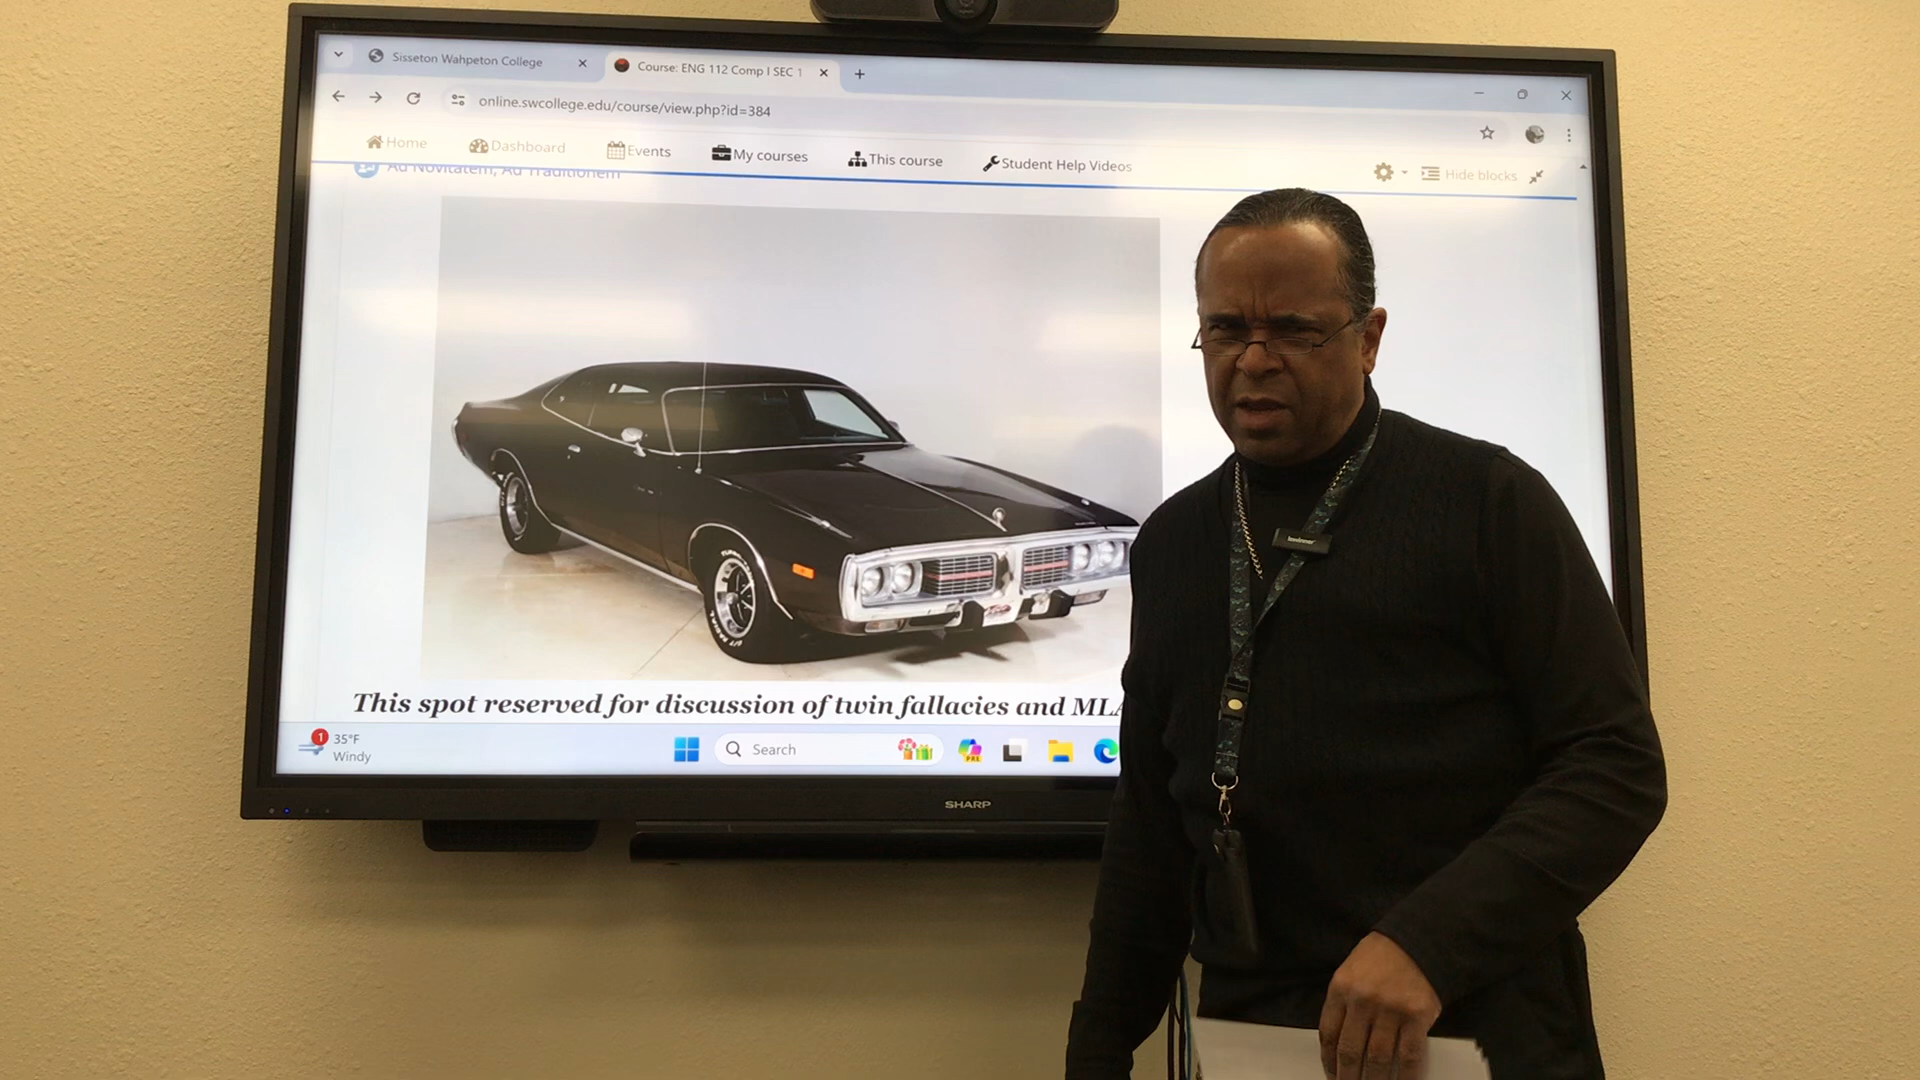 Sisseton Wahpeton College
Course: ENG 112 Comp I SEC 1
online.swcollege.edu/course/view.php?id=384
Home Dashboard Events My courses This course Student Help Videos Hide blocks
Ad Novitatem, Ad Traditionem
This spot reserved for discussion of twin fallacies and MLA
1 35°F
Windy
Search
PRE
SHARP